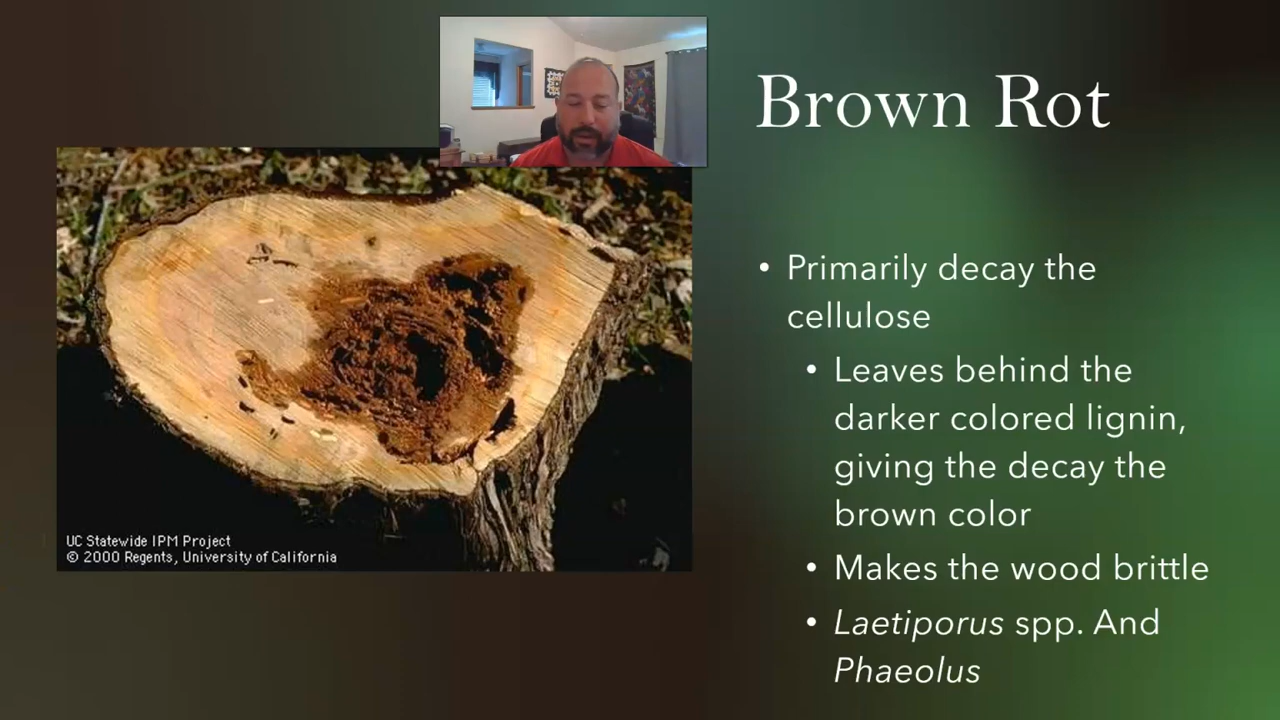 Brown Rot
• Primarily decay the
cellulose
• Leaves behind the
darker colored lignin,
giving the decay the
brown color
• Makes the wood brittle
• Laetiporus spp. And
Phaeolus
UC Statewide IPM Project
© 2000 Regents, University of California